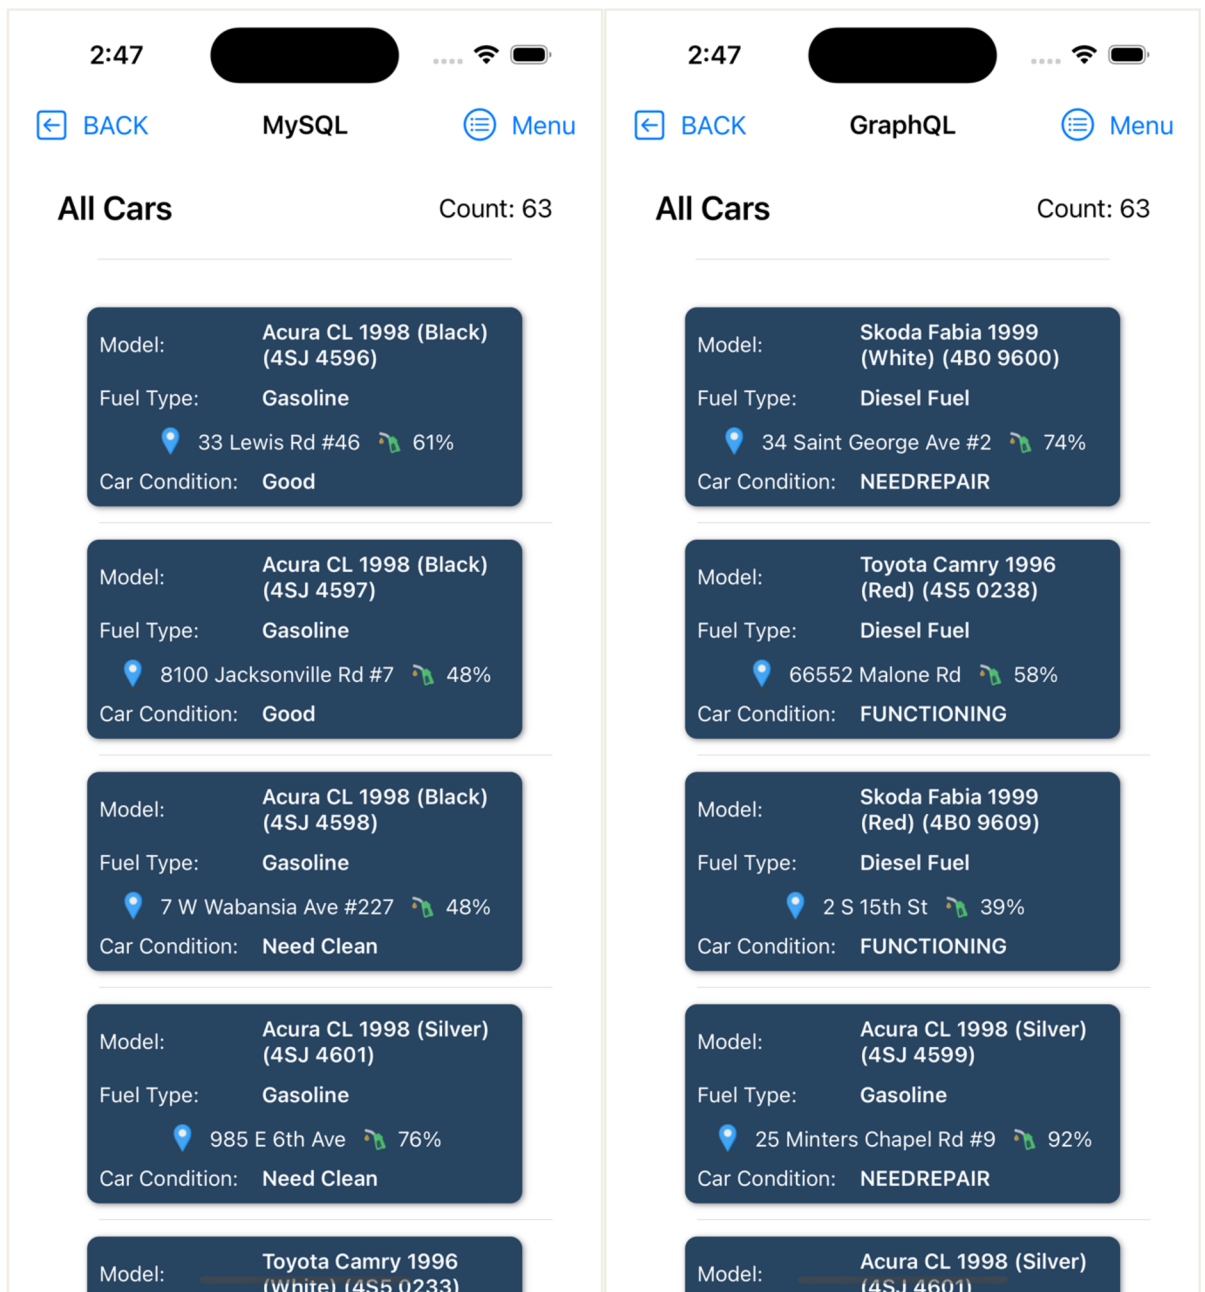 2:47
BACK
MySQL
Menu
All Cars
Count: 63
Model:
Acura CL 1998 (Black)
(4SJ 4596)
Fuel Type:
Gasoline
33 Lewis Rd #46
61%
Car Condition:
Good
Model:
Acura CL 1998 (Black)
(4SJ 4597)
Fuel Type:
Gasoline
8100 Jacksonville Rd #7
48%
Car Condition:
Good
Model:
Acura CL 1998 (Black)
(4SJ 4598)
Fuel Type:
Gasoline
7 W Wabansia Ave #227
48%
Car Condition:
Need Clean
Model:
Acura CL 1998 (Silver)
(4SJ 4601)
Fuel Type:
Gasoline
985 E 6th Ave
76%
Car Condition:
Need Clean
Model:
Toyota Camry 1996
(White) (4S5 0233)
2:47
BACK
GraphQL
Menu
All Cars
Count: 63
Model:
Skoda Fabia 1999
(White) (4B0 9600)
Fuel Type:
Diesel Fuel
34 Saint George Ave #2
74%
Car Condition:
NEEDREPAIR
Model:
Toyota Camry 1996
(Red) (4S5 0238)
Fuel Type:
Diesel Fuel
66552 Malone Rd
58%
Car Condition:
FUNCTIONING
Model:
Skoda Fabia 1999
(Red) (4B0 9609)
Fuel Type:
Diesel Fuel
2 S 15th St
39%
Car Condition:
FUNCTIONING
Model:
Acura CL 1998 (Silver)
(4SJ 4599)
Fuel Type:
Gasoline
25 Minters Chapel Rd #9
92%
Car Condition:
NEEDREPAIR
Model:
Acura CL 1998 (Silver)
(4SJ 4601)